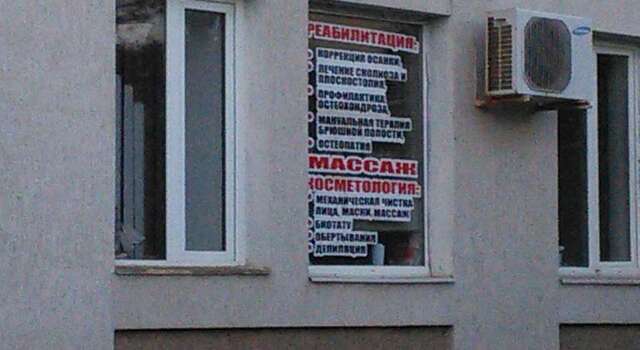 РЕАБИЛИТАЦИЯ:
КОРРЕКЦИЯ ОСАНКИ,
ЛЕЧЕНИЕ СКОЛИОЗА И
ПЛОСКОСТОПИЯ,
ПРОФИЛАКТИКА
ОСТЕОХОНДРОЗА,
МАНУАЛЬНАЯ ТЕРАПИЯ
БРЮШНОЙ ПОЛОСТИ,
ОСТЕОПАТИЯ
МАССАЖ
КОСМЕТОЛОГИЯ:
МЕХАНИЧЕСКАЯ ЧИСТКА
ЛИЦА, МАСКИ, МАССАЖ
БИОТАТУ
ОБЕРТЫВАНИЯ
ДЕПИЛЯЦИЯ